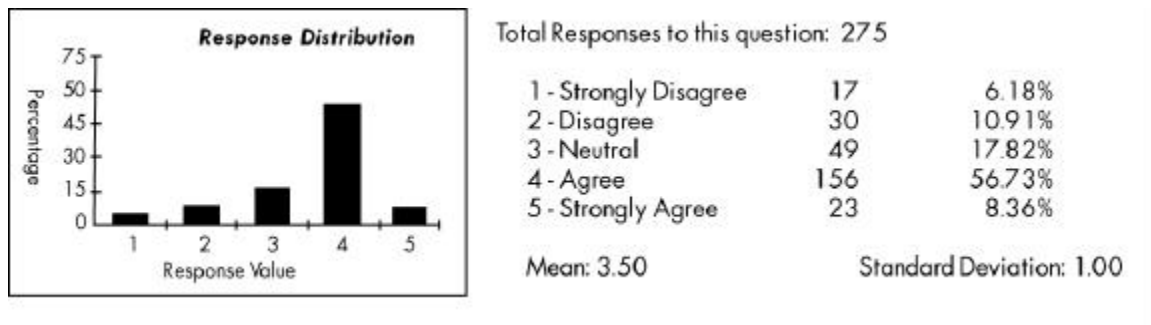 Response Distribution
Percentage
75
50
45
30
15
0
1 2 3 4 5
Response Value
Total Responses to this question: 275
1 - Strongly Disagree 17 6.18%
2 - Disagree 30 10.91%
3 - Neutral 49 17.82%
4 - Agree 156 56.73%
5 - Strongly Agree 23 8.36%
Mean: 3.50 Standard Deviation: 1.00